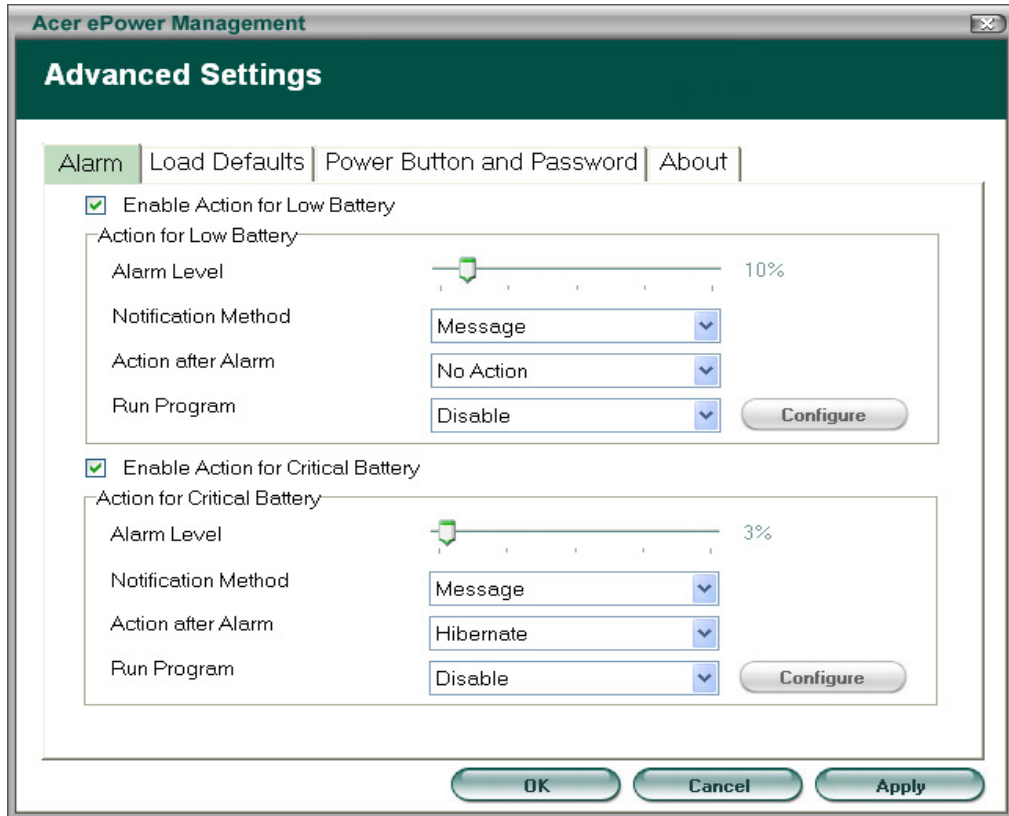 Acer ePower Management
Advanced Settings
Alarm Load Defaults Power Button and Password About
Enable Action for Low Battery
Action for Low Battery
Alarm Level 10%
Notification Method Message
Action after Alarm No Action
Run Program Disable Configure
Enable Action for Critical Battery
Action for Critical Battery
Alarm Level 3%
Notification Method Message
Action after Alarm Hibernate
Run Program Disable Configure
OK Cancel Apply